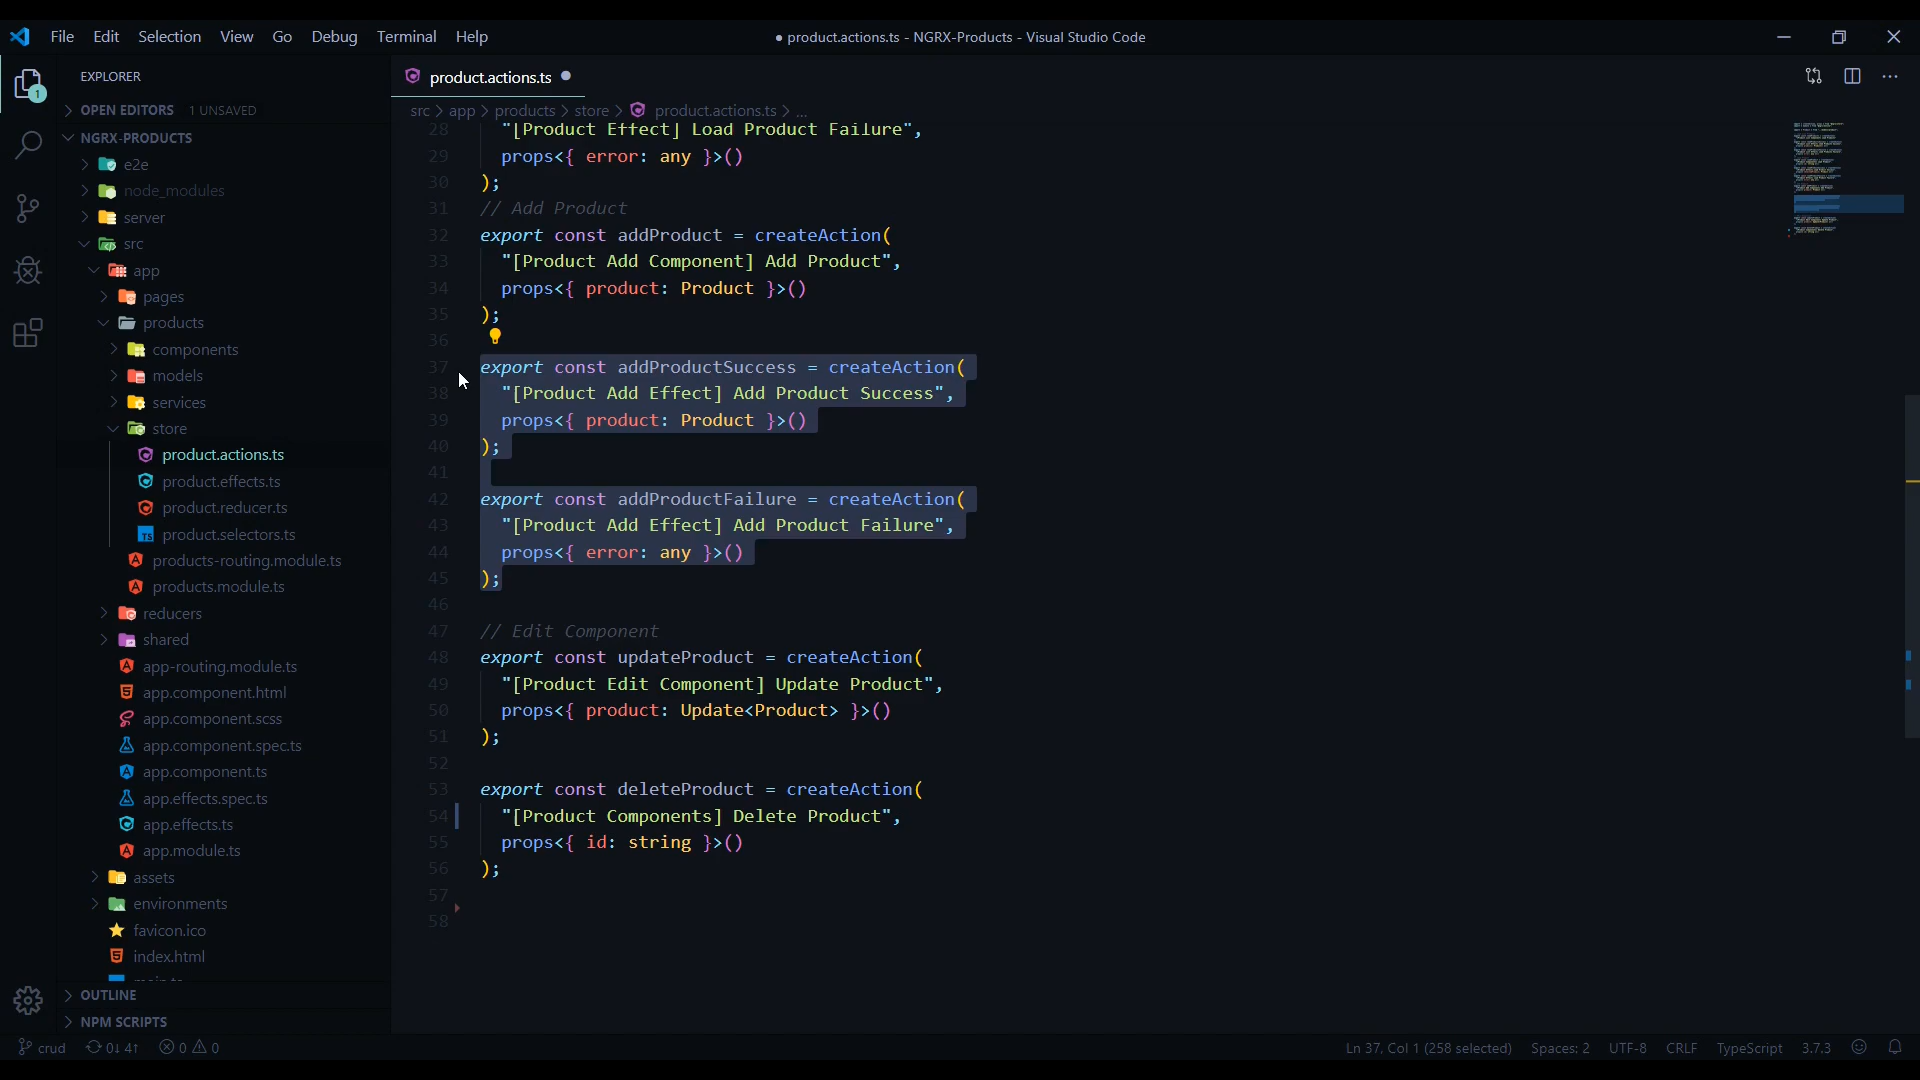 File Edit Selection View Go Debug Terminal Help
● product.actions.ts - NGRX-Products - Visual Studio Code
EXPLORER
OPEN EDITORS 1 UNSAVED
NGRX-PRODUCTS
e2e
node_modules
server
src
app
pages
products
components
models
services
store
product.actions.ts
product.effects.ts
product.reducer.ts
TS product.selectors.ts
products-routing.module.ts
products.module.ts
reducers
shared
app-routing.module.ts
app.component.html
app.component.scss
app.component.spec.ts
app.component.ts
app.effects.spec.ts
app.effects.ts
app.module.ts
assets
environments
favicon.ico
index.html
OUTLINE
NPM SCRIPTS
1
product.actions.ts ●
src > app > products > store > product.actions.ts > ...
28 "[Product Effect] Load Product Failure",
29 props<{ error: any }>()
30 );
31 // Add Product
32 export const addProduct = createAction(
33 "[Product Add Component] Add Product",
34 props<{ product: Product }>()
35 );
36
37 export const addProductSuccess = createAction(
38 "[Product Add Effect] Add Product Success",
39 props<{ product: Product }>()
40 );
41
42 export const addProductFailure = createAction(
43 "[Product Add Effect] Add Product Failure",
44 props<{ error: any }>()
45 );
46
47 // Edit Component
48 export const updateProduct = createAction(
49 "[Product Edit Component] Update Product",
50 props<{ product: Update<Product> }>()
51 );
52
53 export const deleteProduct = createAction(
54 "[Product Components] Delete Product",
55 props<{ id: string }>()
56 );
57
58
crud 0↓ 4↑ 0 0
Ln 37, Col 1 (258 selected) Spaces: 2 UTF-8 CRLF TypeScript 3.7.3